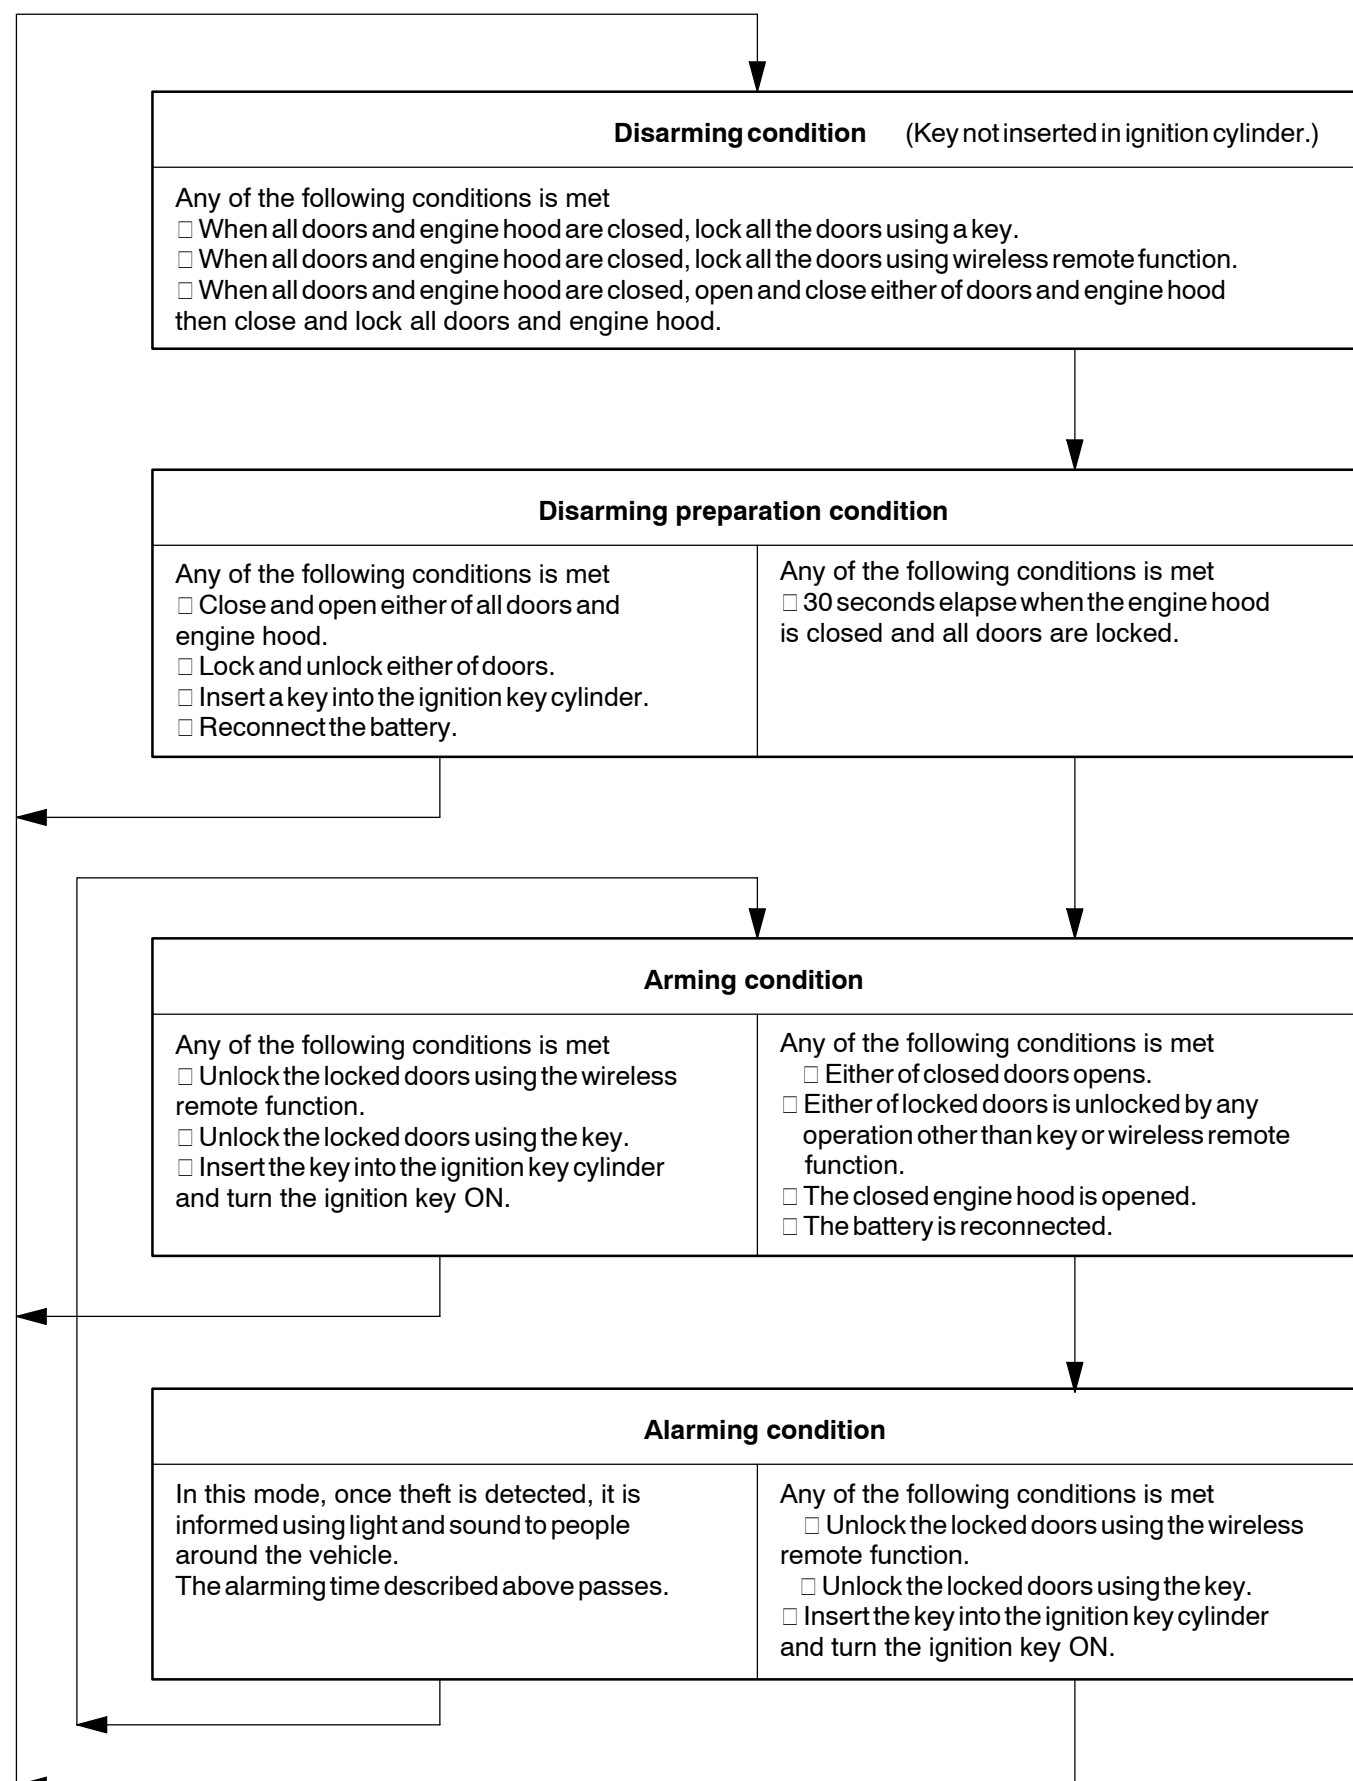 Disarming condition (Key not inserted in ignition cylinder.)
Any of the following conditions is met
□ When all doors and engine hood are closed, lock all the doors using a key.
□ When all doors and engine hood are closed, lock all the doors using wireless remote function.
□ When all doors and engine hood are closed, open and close either of doors and engine hood
then close and lock all doors and engine hood.
Disarming preparation condition
Any of the following conditions is met
□ Close and open either of all doors and
engine hood.
□ Lock and unlock either of doors.
□ Insert a key into the ignition key cylinder.
□ Reconnect the battery.
Any of the following conditions is met
□ 30 seconds elapse when the engine hood
is closed and all doors are locked.
Arming condition
Any of the following conditions is met
□ Unlock the locked doors using the wireless
remote function.
□ Unlock the locked doors using the key.
□ Insert the key into the ignition key cylinder
and turn the ignition key ON.
Any of the following conditions is met
□ Either of closed doors opens.
□ Either of locked doors is unlocked by any
operation other than key or wireless remote
function.
□ The closed engine hood is opened.
□ The battery is reconnected.
Alarming condition
In this mode, once theft is detected, it is
informed using light and sound to people
around the vehicle.
The alarming time described above passes.
Any of the following conditions is met
□ Unlock the locked doors using the wireless
remote function.
□ Unlock the locked doors using the key.
□ Insert the key into the ignition key cylinder
and turn the ignition key ON.